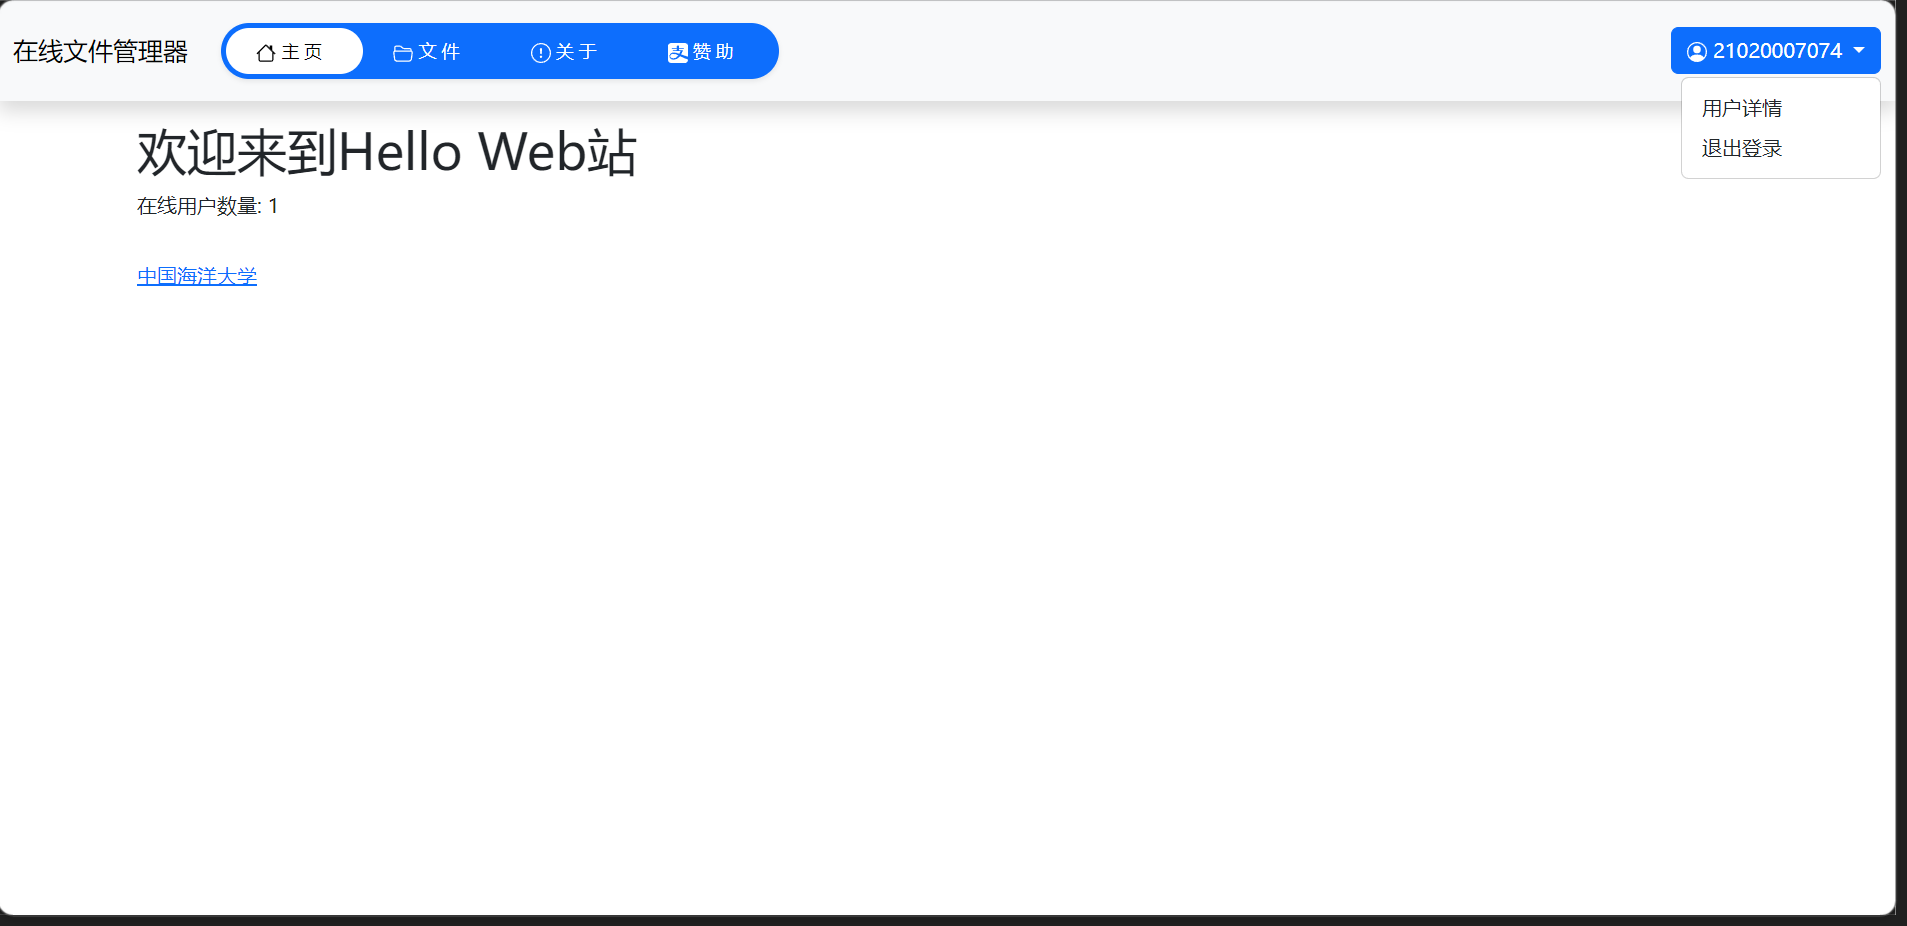 在线文件管理器 主页 文件 关于 支 赞助 21020007074
用户详情
退出登录
欢迎来到Hello Web站
在线用户数量: 1
中国海洋大学